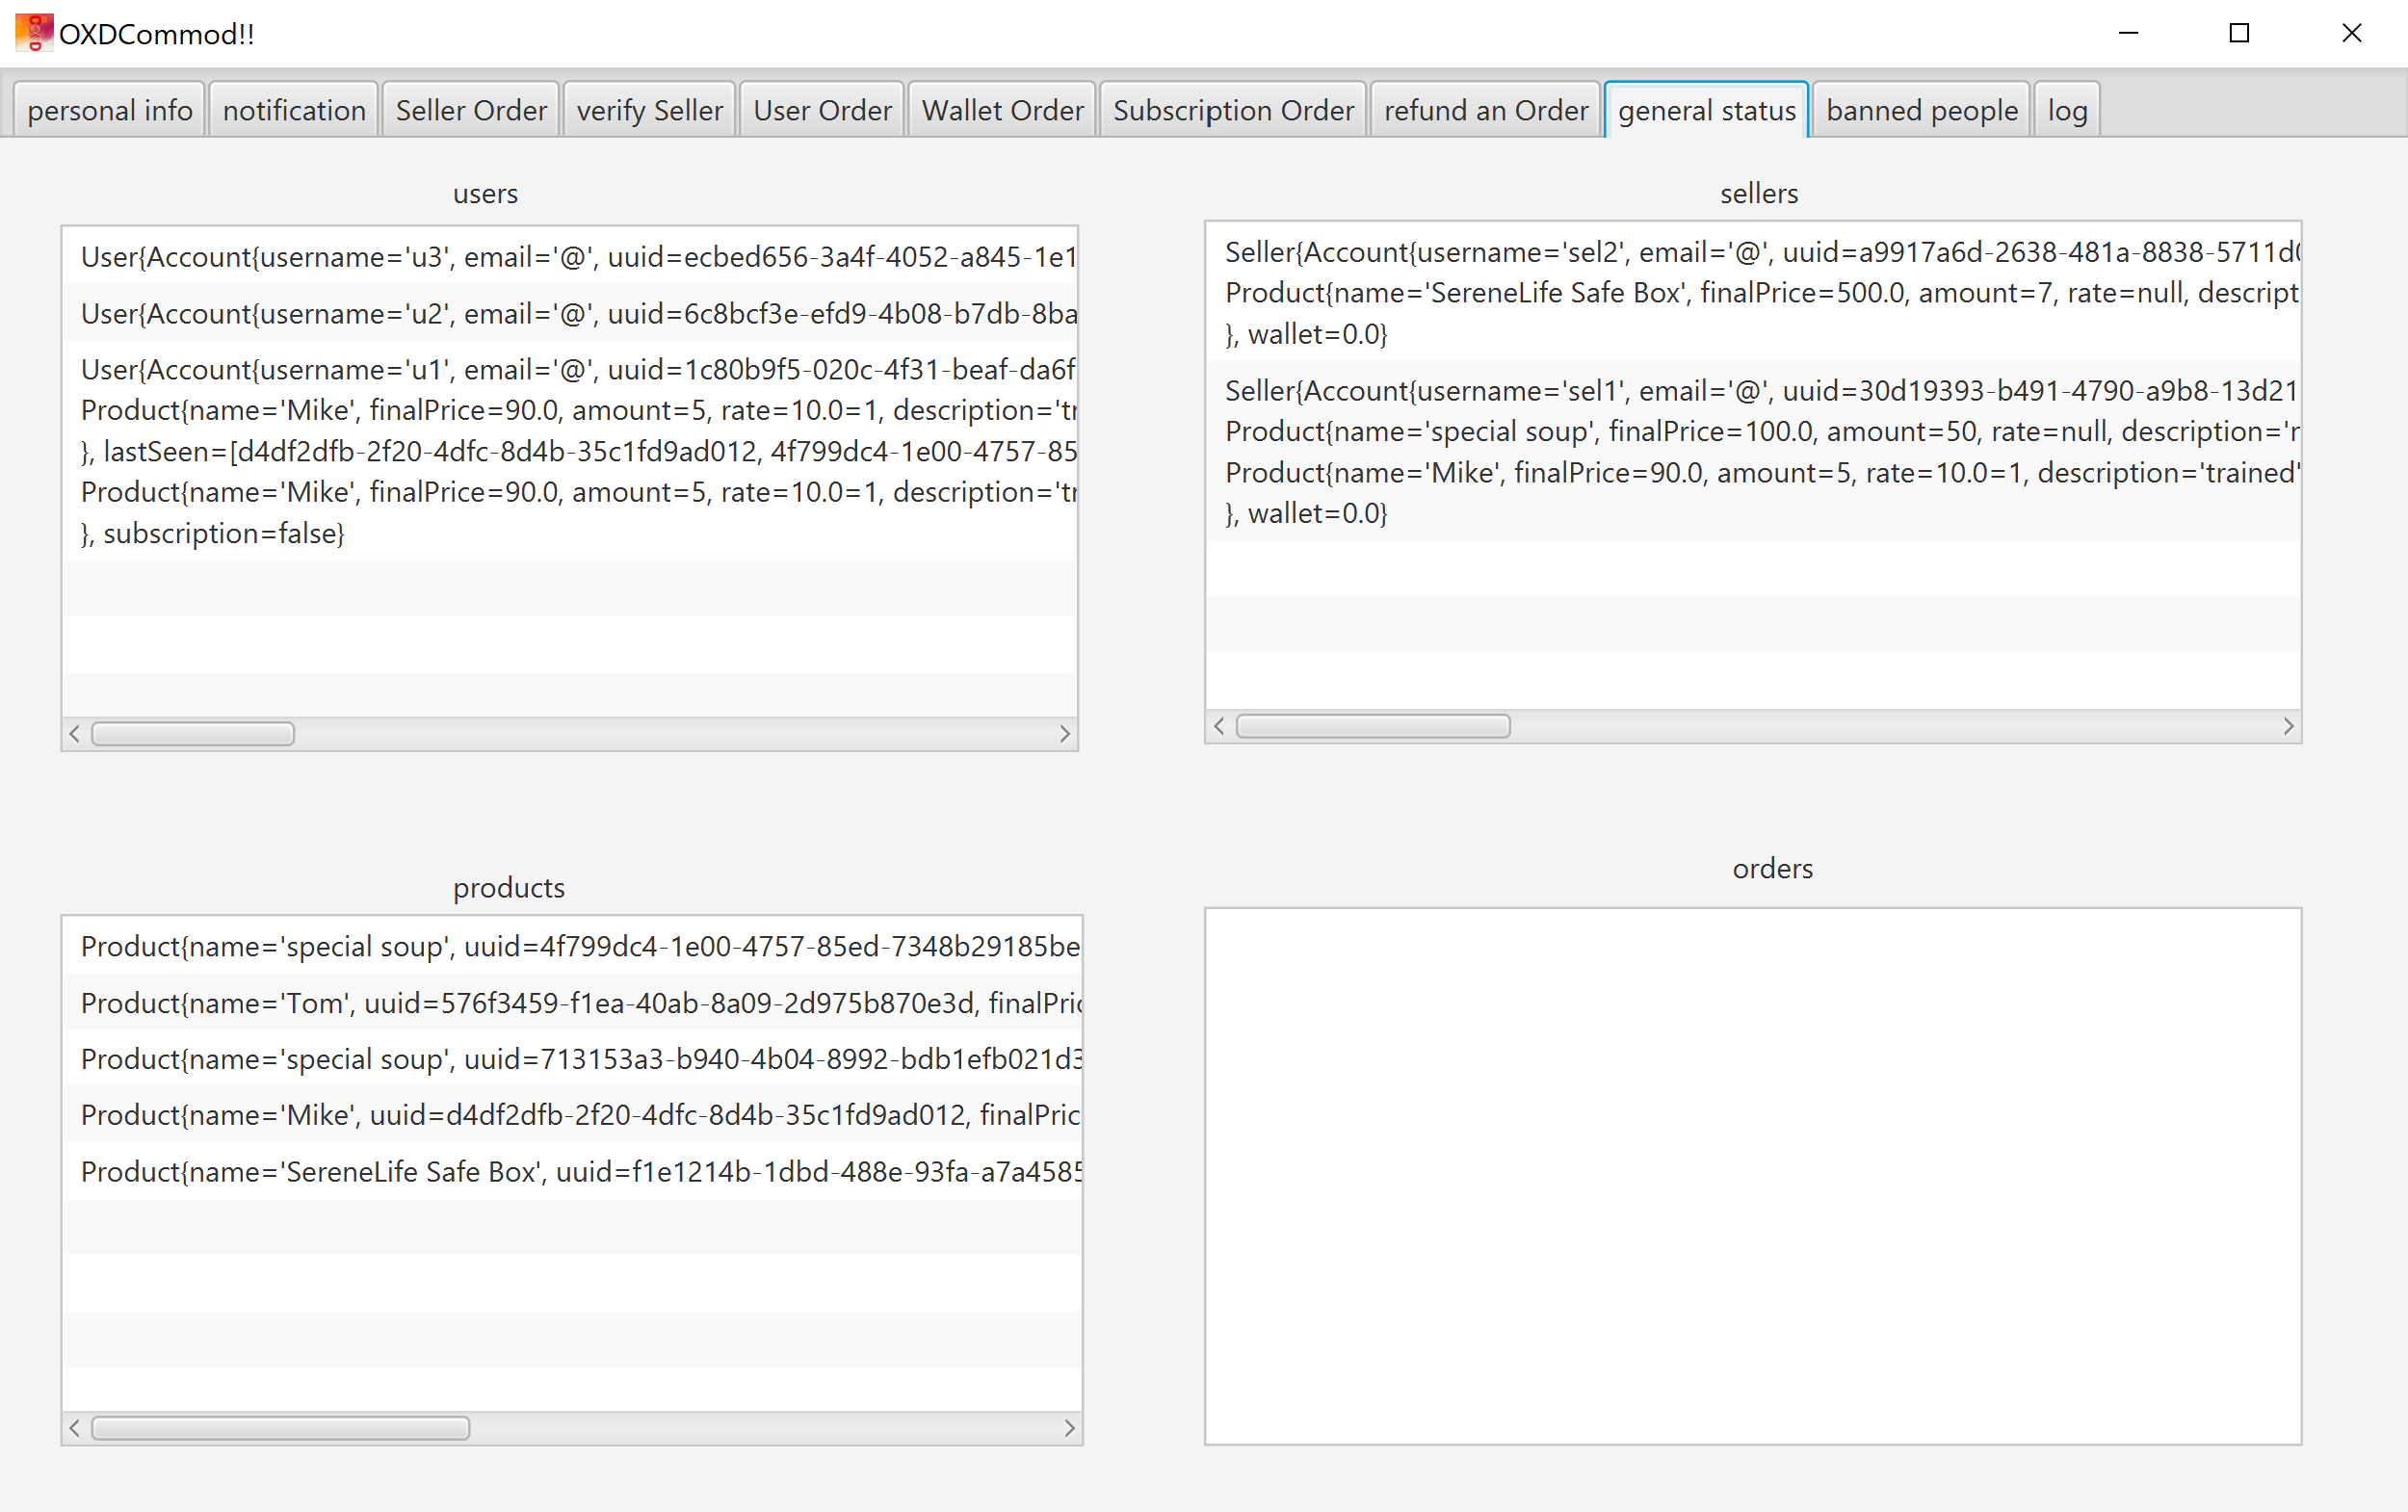 OXDCommod!!
personal info notification Seller Order verify Seller User Order Wallet Order Subscription Order refund an Order general status banned people log
users
User{Account{username='u3', email='@', uuid=ecbed656-3a4f-4052-a845-1e1
User{Account{username='u2', email='@', uuid=6c8bcf3e-efd9-4b08-b7db-8ba
User{Account{username='u1', email='@', uuid=1c80b9f5-020c-4f31-beaf-da6f
Product{name='Mike', finalPrice=90.0, amount=5, rate=10.0=1, description='tr
}, lastSeen=[d4df2dfb-2f20-4dfc-8d4b-35c1fd9ad012, 4f799dc4-1e00-4757-85
Product{name='Mike', finalPrice=90.0, amount=5, rate=10.0=1, description='tr
}, subscription=false}
sellers
Seller{Account{username='sel2', email='@', uuid=a9917a6d-2638-481a-8838-5711d0
Product{name='SereneLife Safe Box', finalPrice=500.0, amount=7, rate=null, descript
}, wallet=0.0}
Seller{Account{username='sel1', email='@', uuid=30d19393-b491-4790-a9b8-13d21
Product{name='special soup', finalPrice=100.0, amount=50, rate=null, description='r
Product{name='Mike', finalPrice=90.0, amount=5, rate=10.0=1, description='trained'
}, wallet=0.0}
products
Product{name='special soup', uuid=4f799dc4-1e00-4757-85ed-7348b29185be
Product{name='Tom', uuid=576f3459-f1ea-40ab-8a09-2d975b870e3d, finalPric
Product{name='special soup', uuid=713153a3-b940-4b04-8992-bdb1efb021d3
Product{name='Mike', uuid=d4df2dfb-2f20-4dfc-8d4b-35c1fd9ad012, finalPric
Product{name='SereneLife Safe Box', uuid=f1e1214b-1dbd-488e-93fa-a7a4585
orders